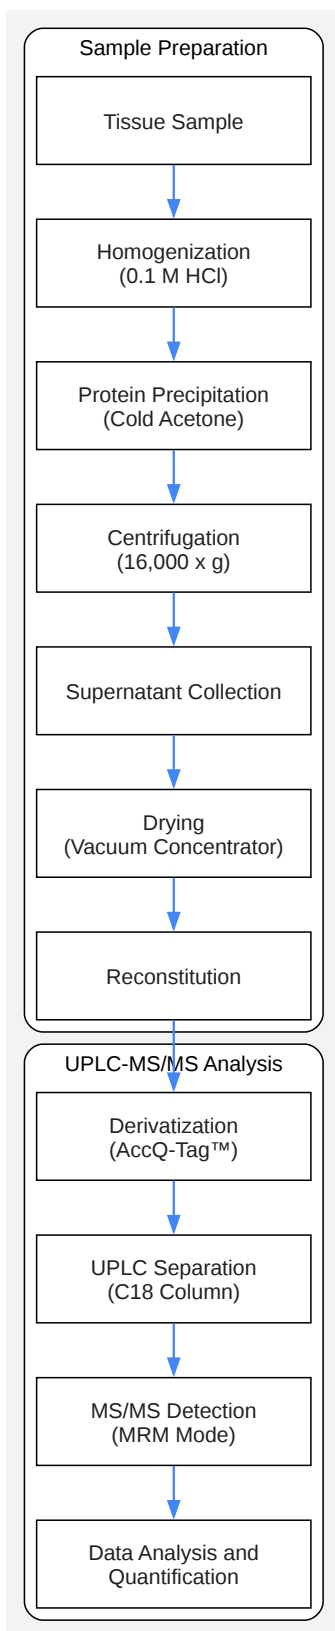 Sample Preparation
Tissue Sample
Homogenization
(0.1 M HCl)
Protein Precipitation
(Cold Acetone)
Centrifugation
(16,000 x g)
Supernatant Collection
Drying
(Vacuum Concentrator)
Reconstitution
UPLC-MS/MS Analysis
Derivatization
(AccQ-Tag™)
UPLC Separation
(C18 Column)
MS/MS Detection
(MRM Mode)
Data Analysis and
Quantification